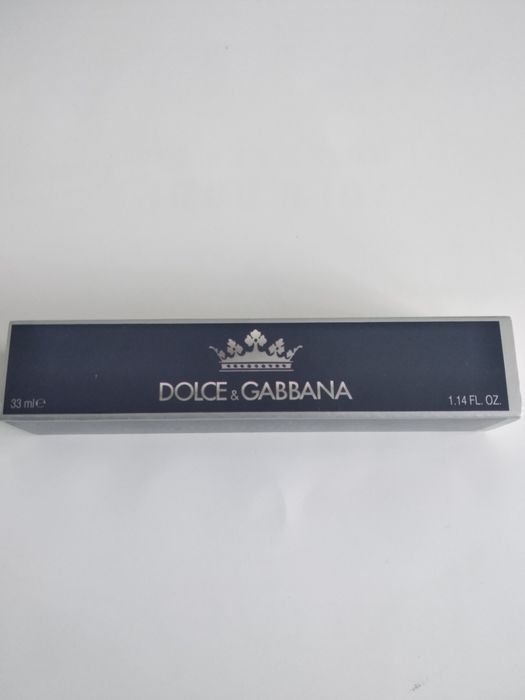 DOLCE & GABBANA
33 ml℮
1.14 FL. OZ.